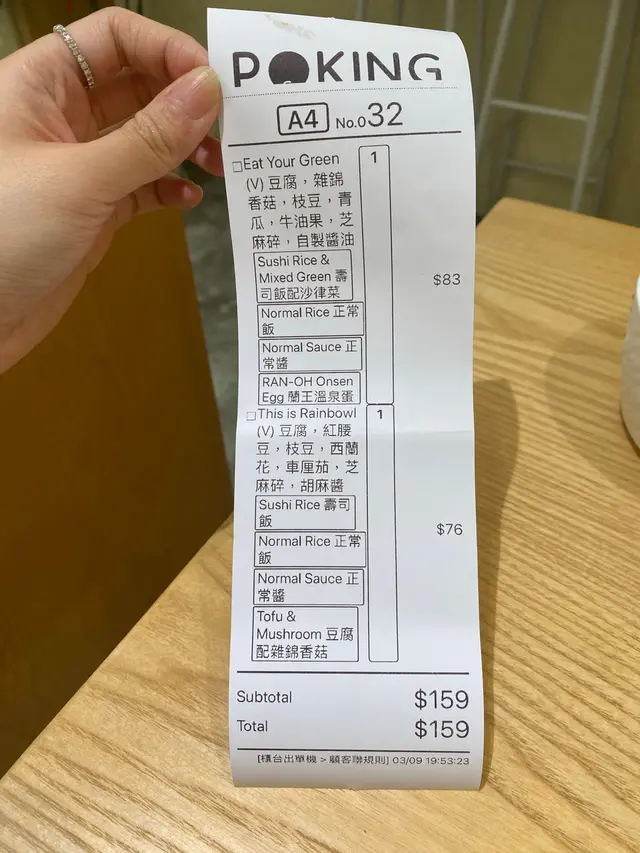 POKING
A4 No.032
□Eat Your Green 1
(V) 豆腐，雜錦
香菇，枝豆，青
瓜，牛油果，芝
麻碎，自製醬油
Sushi Rice &
Mixed Green 壽
司飯配沙律菜
$83
Normal Rice 正常
飯
Normal Sauce 正
常醬
RAN-OH Onsen
Egg 蘭王溫泉蛋
□This is Rainbowl 1
(V) 豆腐，紅腰
豆，枝豆，西蘭
花，車厘茄，芝
麻碎，胡麻醬
Sushi Rice 壽司
飯
$76
Normal Rice 正常
飯
Normal Sauce 正
常醬
Tofu &
Mushroom 豆腐
配雜錦香菇
Subtotal $159
Total $159
[櫃台出單機 > 顧客聯規則] 03/09 19:53:23